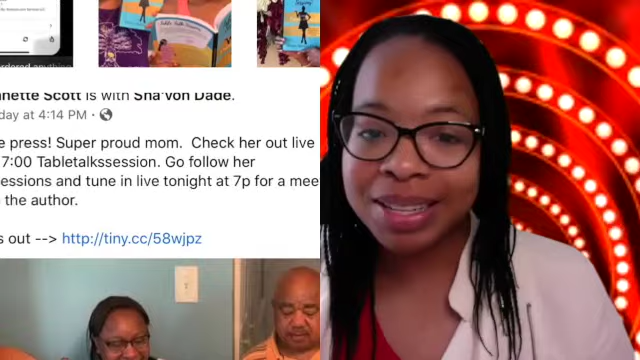 nette Scott is with Sha'von Dade.
day at 4:14 PM
e press! Super proud mom. Check her out live
7:00 Tabletalkssession. Go follow her
essions and tune in live tonight at 7p for a mee
the author.
s out --> http://tiny.cc/58wjpz